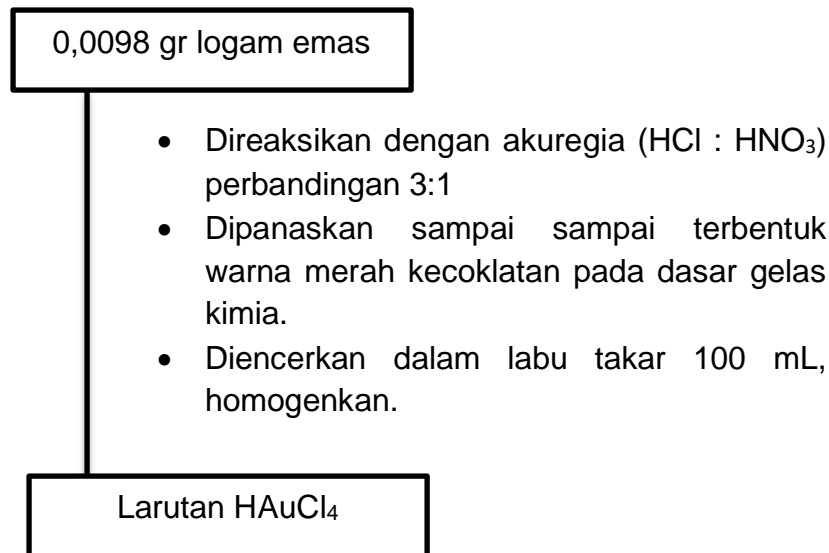 0,0098 gr logam emas
• Direaksikan dengan akuregia (HCl : HNO₃)
perbandingan 3:1
• Dipanaskan sampai sampai terbentuk
warna merah kecoklatan pada dasar gelas
kimia.
• Diencerkan dalam labu takar 100 mL,
homogenkan.
Larutan HAuCl₄